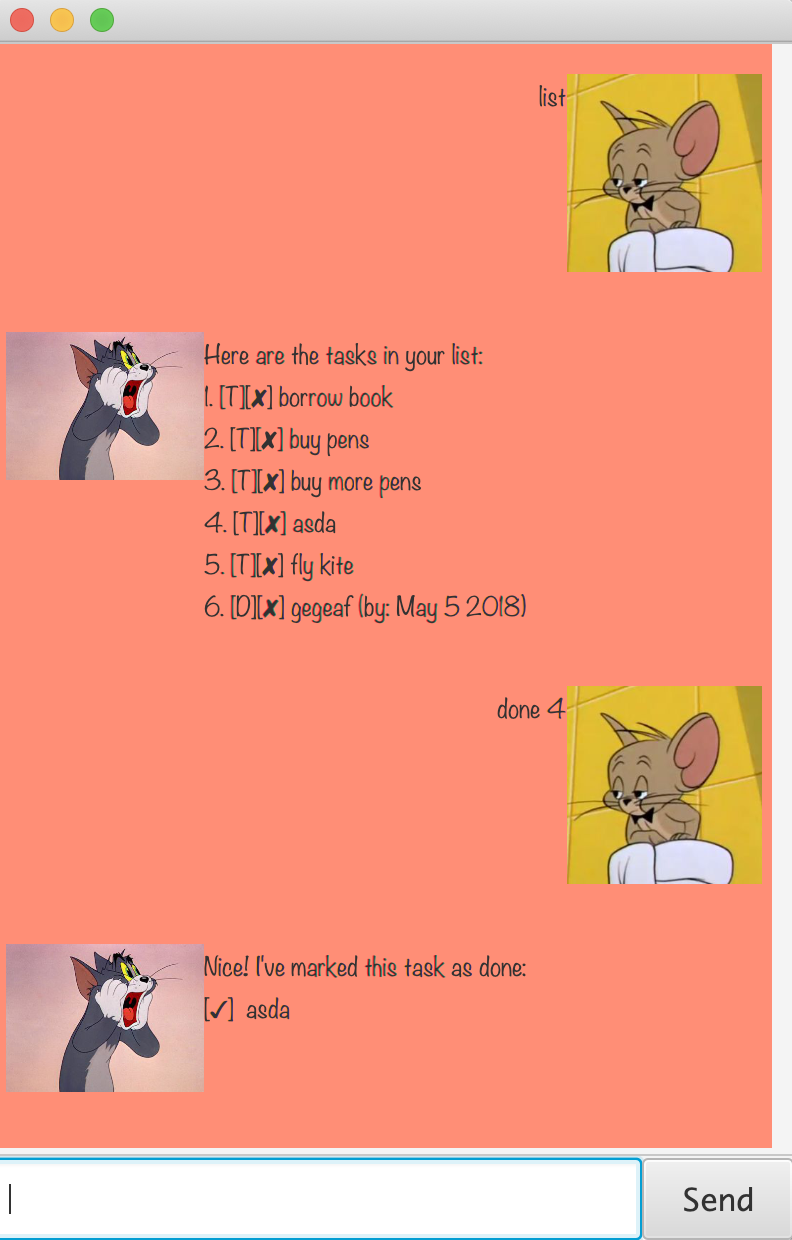 list
Here are the tasks in your list:
1. [T][✘] borrow book
2. [T][✘] buy pens
3. [T][✘] buy more pens
4. [T][✘] asda
5. [T][✘] fly kite
6. [D][✘] gegeaf (by: May 5 2018)
done 4
Nice! I've marked this task as done:
[✓] asda
Send